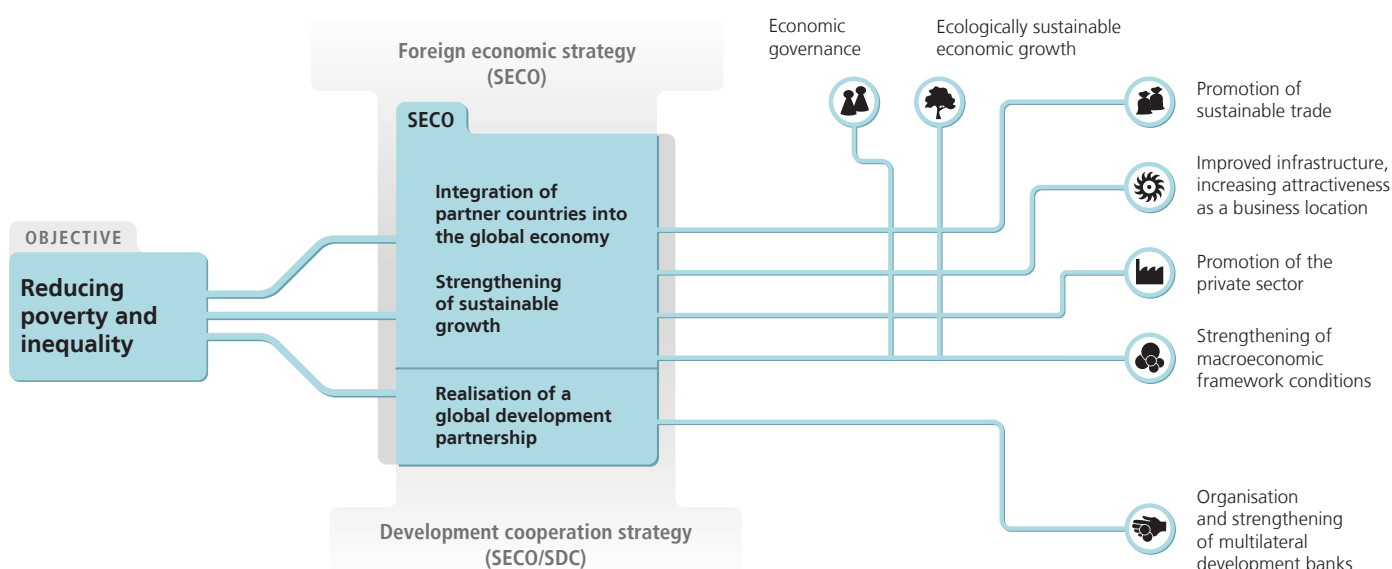 Foreign economic strategy
(SECO)
SECO
Integration of
partner countries into
the global economy
Strengthening
of sustainable
growth
Realisation of a
global development
partnership
Development cooperation strategy
(SECO/SDC)
OBJECTIVE
Reducing
poverty and
inequality
Economic
governance
Ecologically sustainable
economic growth
Promotion of
sustainable trade
Improved infrastructure,
increasing attractiveness
as a business location
Promotion of the
private sector
Strengthening of
macroeconomic
framework conditions
Organisation
and strengthening
of multilateral
development banks